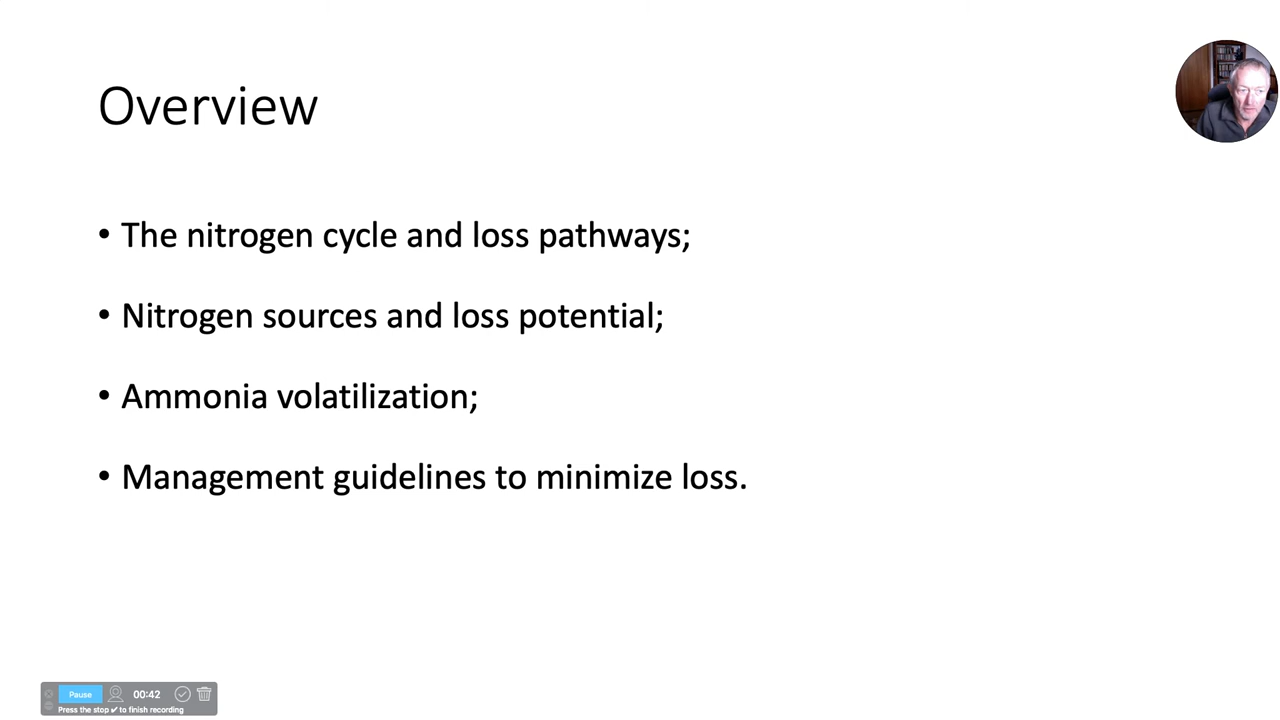 Overview
• The nitrogen cycle and loss pathways;
• Nitrogen sources and loss potential;
• Ammonia volatilization;
• Management guidelines to minimize loss.
Pause 00:42
Press the stop ✔ to finish recording